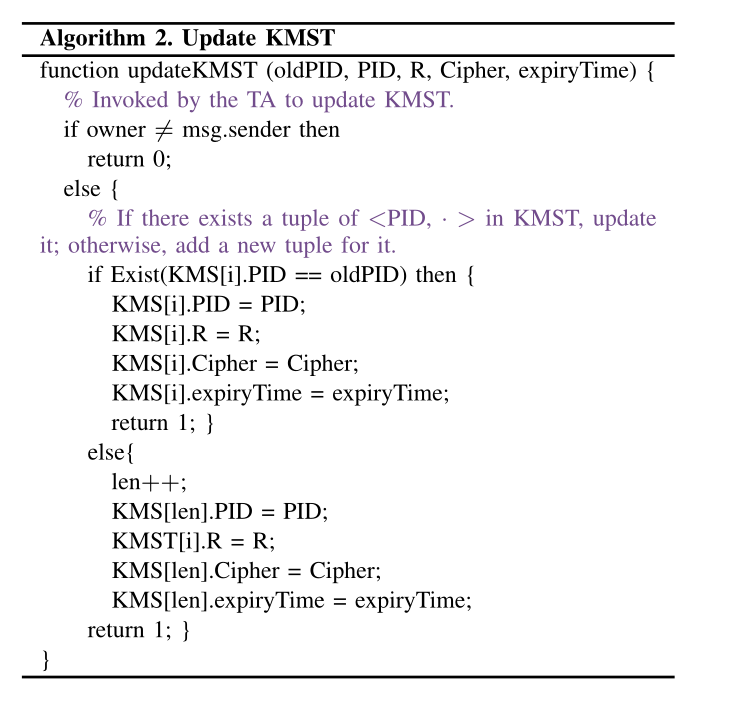 Algorithm 2. Update KMST
function updateKMST (oldPID, PID, R, Cipher, expiryTime) {
% Invoked by the TA to update KMST.
if owner ≠ msg.sender then
return 0;
else {
% If there exists a tuple of <PID, · > in KMST, update
it; otherwise, add a new tuple for it.
if Exist(KMS[i].PID == oldPID) then {
KMS[i].PID = PID;
KMS[i].R = R;
KMS[i].Cipher = Cipher;
KMS[i].expiryTime = expiryTime;
return 1; }
else{
len++;
KMS[len].PID = PID;
KMST[i].R = R;
KMS[len].Cipher = Cipher;
KMS[len].expiryTime = expiryTime;
return 1; }
}